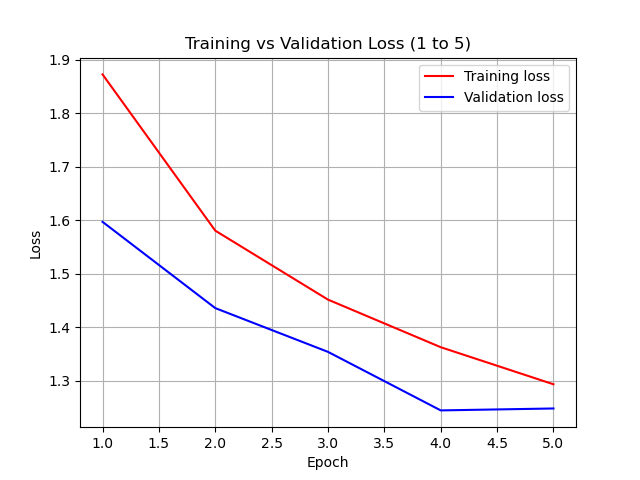 Training vs Validation Loss (1 to 5)
Training loss
Validation loss
Loss
1.9
1.8
1.7
1.6
1.5
1.4
1.3
1.0 1.5 2.0 2.5 3.0 3.5 4.0 4.5 5.0
Epoch